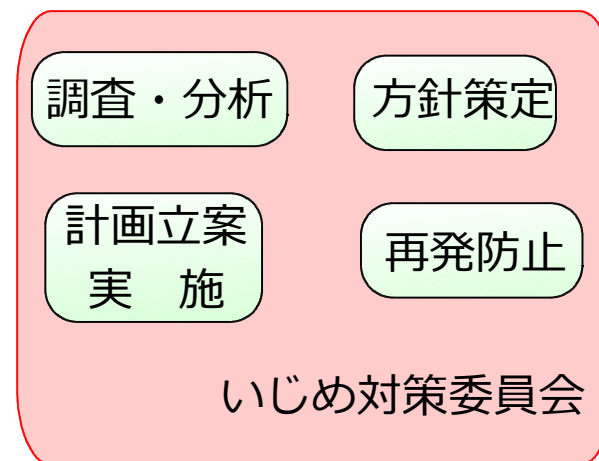 調査・分析
方針策定
計画立案
実　施
再発防止
いじめ対策委員会